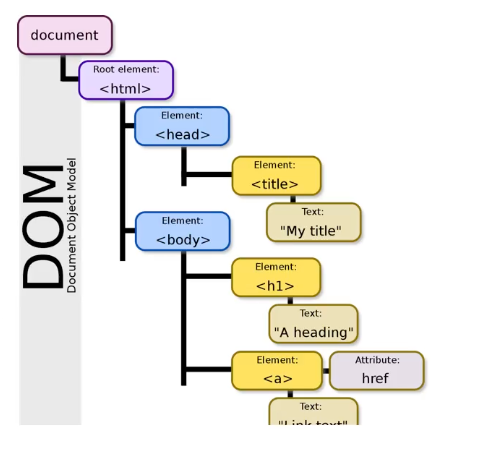 document
Root element:
<html>
Element:
<head>
Element:
<title>
Text:
"My title"
Element:
<body>
Element:
<h1>
Text:
"A heading"
Element:
<a>
Attribute:
href
Text:
"Link text"
DOM
Document Object Model